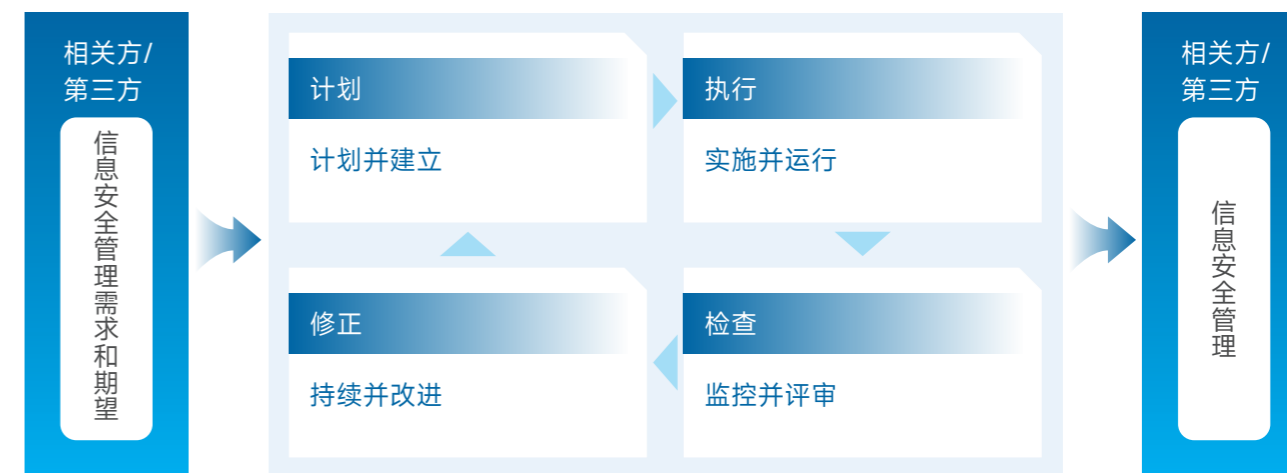 相关方/
第三方
信息安全管理需求和期望
计划
计划并建立
执行
实施并运行
修正
持续并改进
检查
监控并评审
相关方/
第三方
信息安全管理